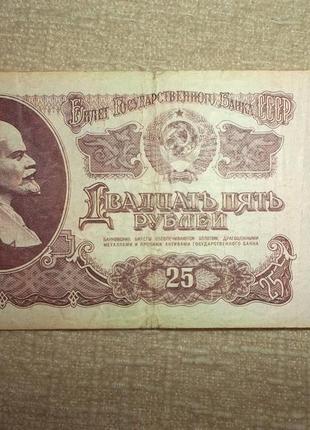 Билет Государственного Банка СССР
Двадцать пять
рублей
БАНКОВСКИЕ БИЛЕТЫ ОБЕСПЕЧИВАЮТСЯ ЗОЛОТОМ, ДРАГОЦЕННЫМИ
МЕТАЛЛАМИ И ПРОЧИМИ АКТИВАМИ ГОСУДАРСТВЕННОГО БАНКА
25